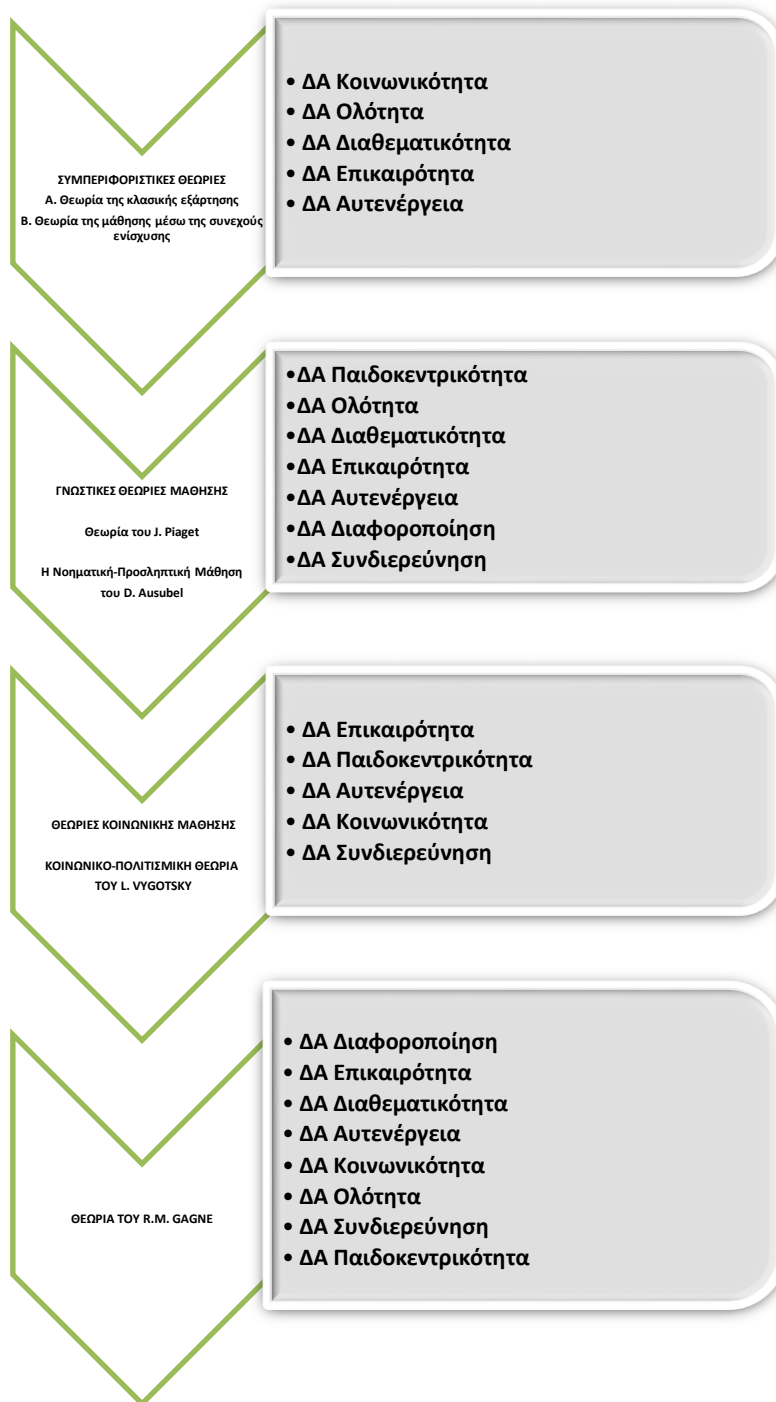 ΣΥΜΠΕΡΙΦΟΡΙΣΤΙΚΕΣ ΘΕΩΡΙΕΣ
Α. Θεωρία της κλασικής εξάρτησης
Β. Θεωρία της μάθησης μέσω της συνεχούς
ενίσχυσης
• ΔΑ Κοινωνικότητα
• ΔΑ Ολότητα
• ΔΑ Διαθεματικότητα
• ΔΑ Επικαιρότητα
• ΔΑ Αυτενέργεια
ΓΝΩΣΤΙΚΕΣ ΘΕΩΡΙΕΣ ΜΑΘΗΣΗΣ
Θεωρία του J. Piaget
Η Νοηματική-Προσληπτική Μάθηση
του D. Ausubel
•ΔΑ Παιδοκεντρικότητα
•ΔΑ Ολότητα
•ΔΑ Διαθεματικότητα
•ΔΑ Επικαιρότητα
•ΔΑ Αυτενέργεια
•ΔΑ Διαφοροποίηση
•ΔΑ Συνδιερεύνηση
ΘΕΩΡΙΕΣ ΚΟΙΝΩΝΙΚΗΣ ΜΑΘΗΣΗΣ
ΚΟΙΝΩΝΙΚΟ-ΠΟΛΙΤΙΣΜΙΚΗ ΘΕΩΡΙΑ
ΤΟΥ L. VYGOTSKY
• ΔΑ Επικαιρότητα
• ΔΑ Παιδοκεντρικότητα
• ΔΑ Αυτενέργεια
• ΔΑ Κοινωνικότητα
• ΔΑ Συνδιερεύνηση
ΘΕΩΡΙΑ ΤΟΥ R.M. GAGNE
• ΔΑ Διαφοροποίηση
• ΔΑ Επικαιρότητα
• ΔΑ Διαθεματικότητα
• ΔΑ Αυτενέργεια
• ΔΑ Κοινωνικότητα
• ΔΑ Ολότητα
• ΔΑ Συνδιερεύνηση
• ΔΑ Παιδοκεντρικότητα